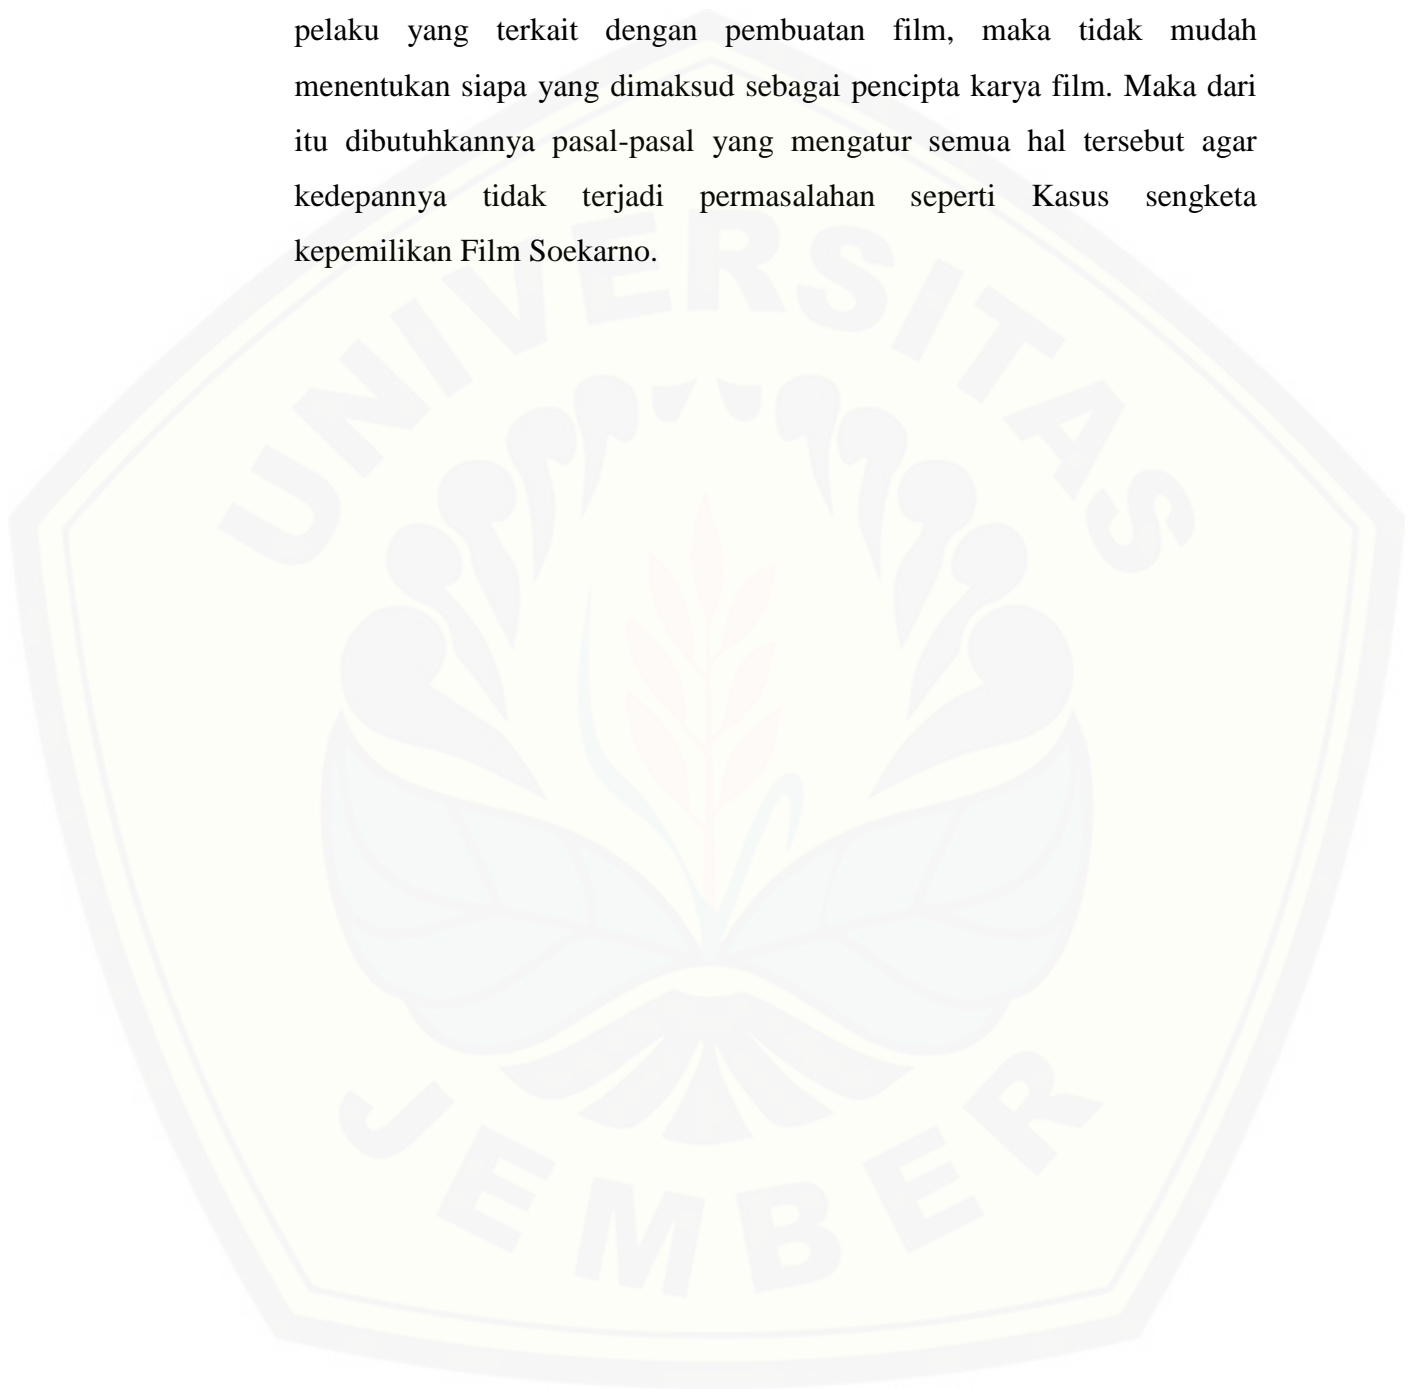 pelaku yang terkait dengan pembuatan film, maka tidak mudah
menentukan siapa yang dimaksud sebagai pencipta karya film. Maka dari
itu dibutuhkannya pasal-pasal yang mengatur semua hal tersebut agar
kedepannya tidak terjadi permasalahan seperti Kasus sengketa
kepemilikan Film Soekarno.
UNIVERSITAS
JEMBER